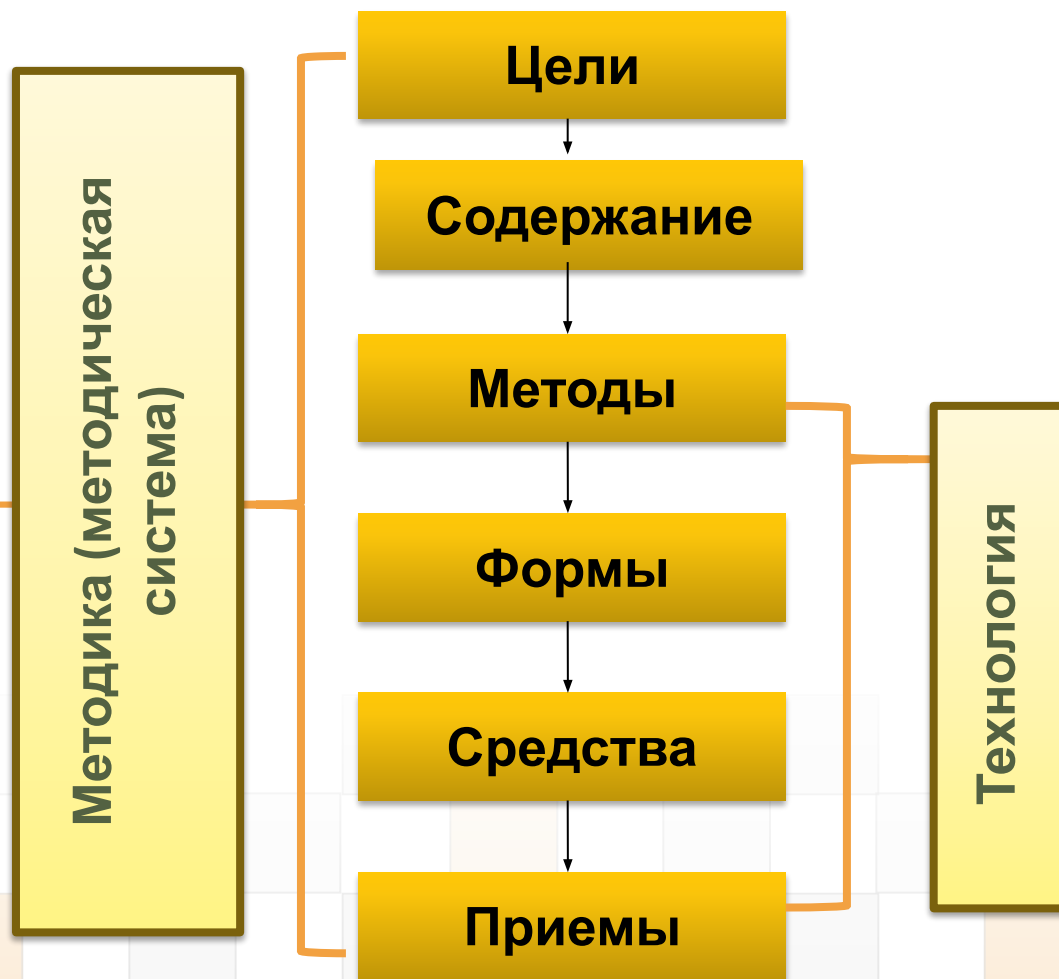 Методика (методическая
система)
Цели
Содержание
Методы
Формы
Средства
Приемы
Технология